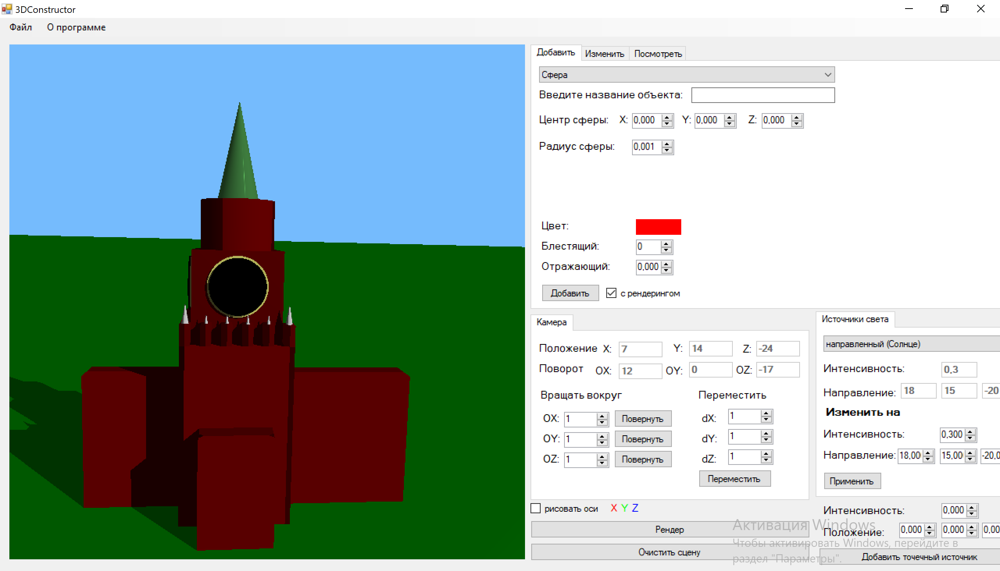 3DConstructor
Файл О программе
Добавить Изменить Посмотреть
Сфера
Введите название объекта:
Центр сферы: X: 0,000 Y: 0,000 Z: 0,000
Радиус сферы: 0,001
Цвет:
Блестящий: 0
Отражающий: 0,000
Добавить с рендерингом
Камера
Положение X: 7 Y: 14 Z: -24
Поворот OX: 12 OY: 0 OZ: -17
Вращать вокруг Переместить
OX: 1 Повернуть dX: 1
OY: 1 Повернуть dY: 1
OZ: 1 Повернуть dZ: 1
Переместить
рисовать оси X Y Z
Рендер
Очистить сцену
Источники света
направленный (Солнце)
Интенсивность: 0,3
Направление: 18 15 -20
Изменить на
Интенсивность: 0,300
Направление: 18,00 15,00 -20,0
Применить
Интенсивность: 0,000
Положение: 0,000 0,000 0,00
Добавить точечный источник
Активация Windows
Чтобы активировать Windows, перейдите в
раздел "Параметры".